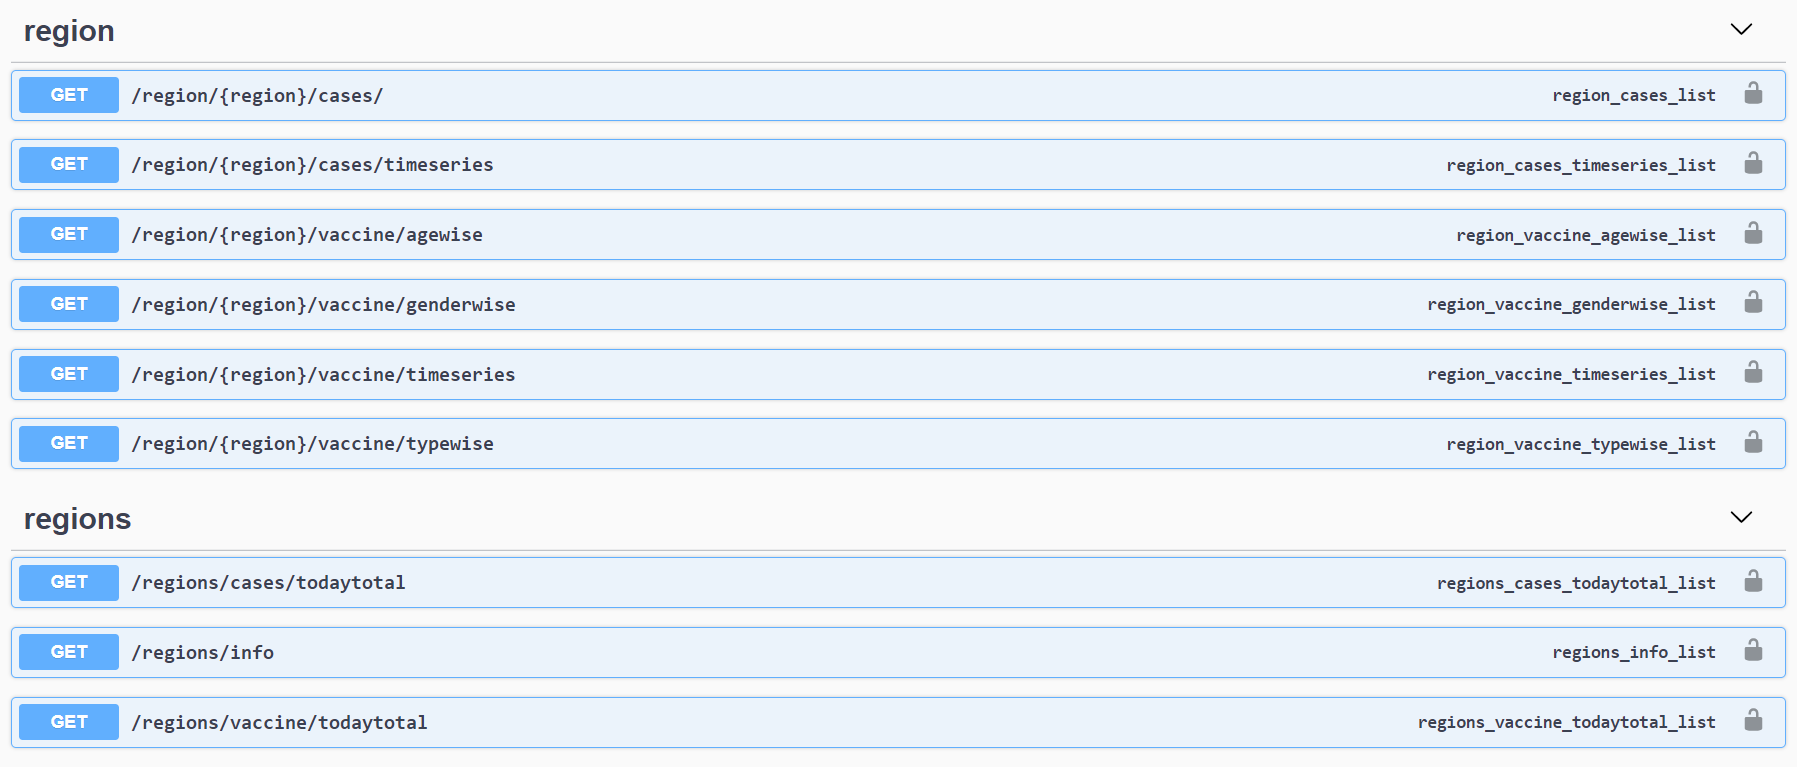 region
GET /region/{region}/cases/ region_cases_list
GET /region/{region}/cases/timeseries region_cases_timeseries_list
GET /region/{region}/vaccine/agewise region_vaccine_agewise_list
GET /region/{region}/vaccine/genderwise region_vaccine_genderwise_list
GET /region/{region}/vaccine/timeseries region_vaccine_timeseries_list
GET /region/{region}/vaccine/typewise region_vaccine_typewise_list
regions
GET /regions/cases/todaytotal regions_cases_todaytotal_list
GET /regions/info regions_info_list
GET /regions/vaccine/todaytotal regions_vaccine_todaytotal_list